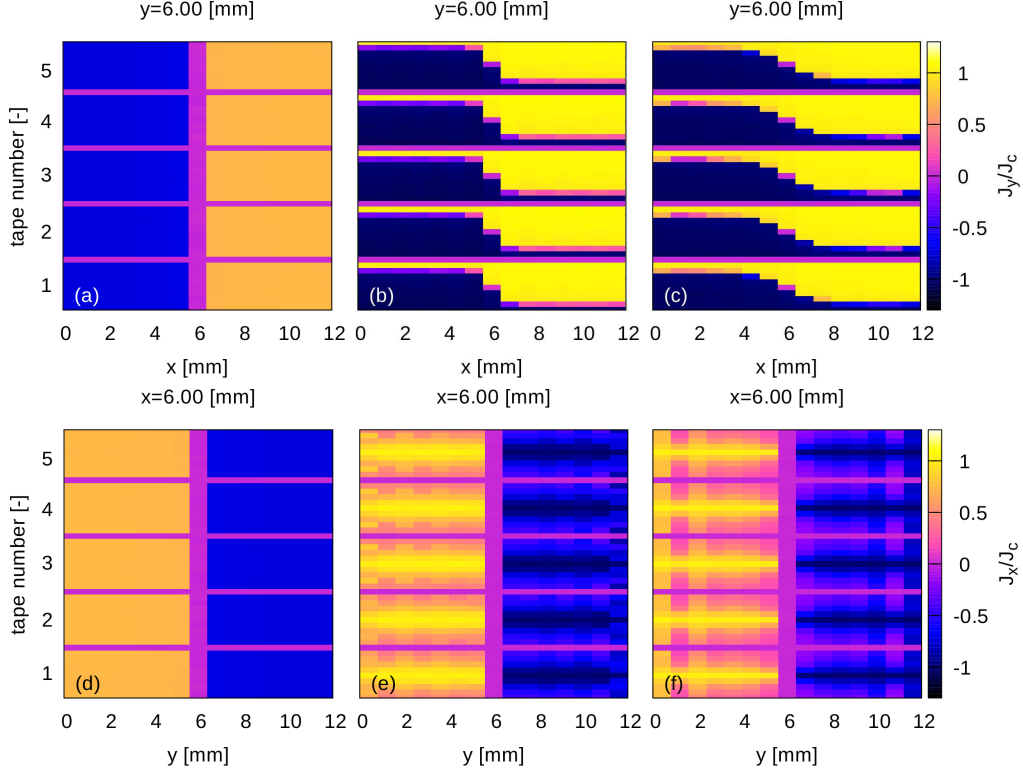 y=6.00 [mm] y=6.00 [mm] y=6.00 [mm]
tape number [-]
5
4
3
2
1
(a) (b) (c)
1
0.5
0
-0.5
-1
Jy/Jc
0 2 4 6 8 10 12 0 2 4 6 8 10 12 0 2 4 6 8 10 12
x [mm] x [mm] x [mm]
x=6.00 [mm] x=6.00 [mm] x=6.00 [mm]
tape number [-]
5
4
3
2
1
(d) (e) (f)
1
0.5
0
-0.5
-1
Jx/Jc
0 2 4 6 8 10 12 0 2 4 6 8 10 12 0 2 4 6 8 10 12
y [mm] y [mm] y [mm]